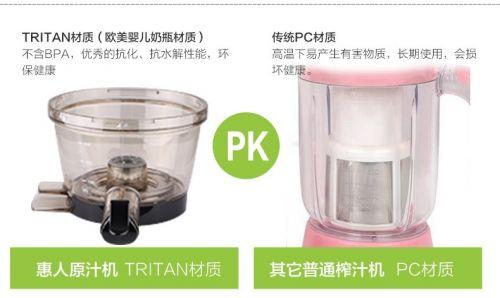 TRITAN材质（欧美婴儿奶瓶材质）
不含BPA，优秀的抗化、抗水解性能，环
保健康
传统PC材质
高温下易产生有害物质，长期使用，会损
坏健康。
PK
惠人原汁机 TRITAN材质
其它普通榨汁机 PC材质